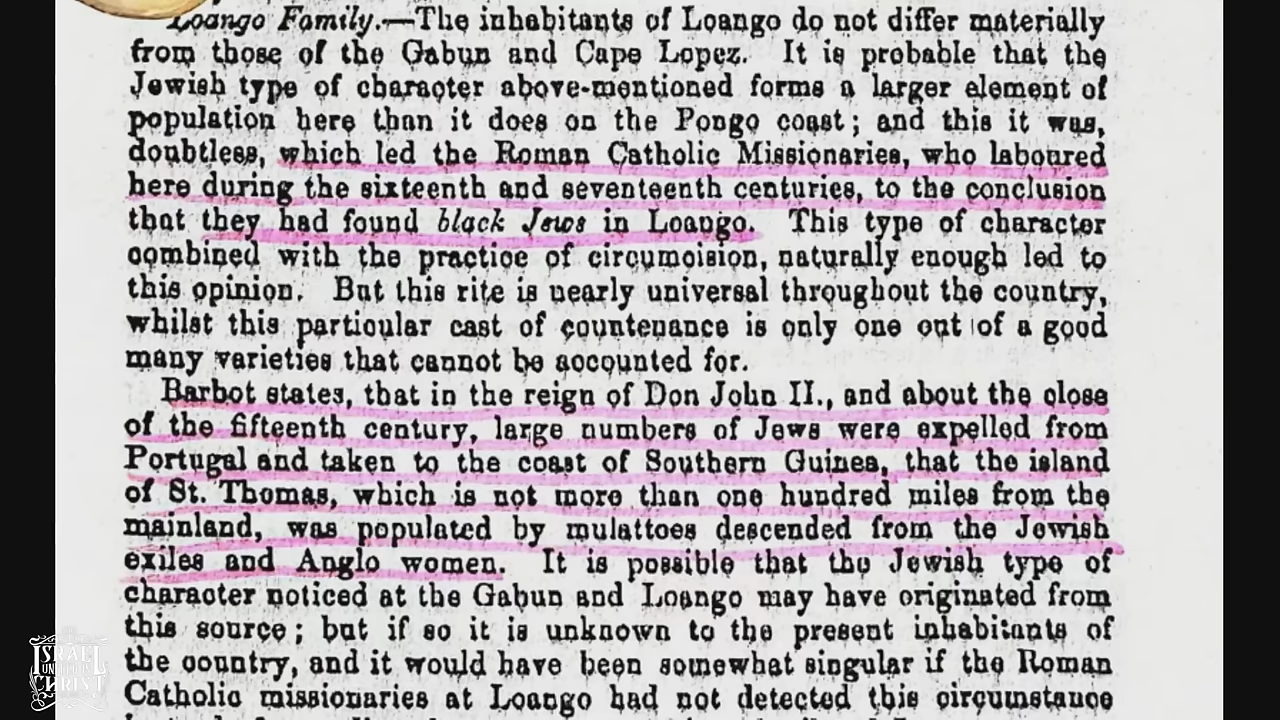 Loango Family.—The inhabitants of Loango do not differ materially
from those of the Gabun and Cape Lopez. It is probable that the
Jewish type of character above-mentioned forms a larger element of
population here than it does on the Pongo coast; and this it was,
doubtless, which led the Roman Catholic Missionaries, who laboured
here during the sixteenth and seventeenth centuries, to the conclusion
that they had found black Jews in Loango. This type of character
combined with the practice of circumcision, naturally enough led to
this opinion. But this rite is nearly universal throughout the country,
whilst this particular cast of countenance is only one out of a good
many varieties that cannot be accounted for.
Barbot states, that in the reign of Don John II., and about the close
of the fifteenth century, large numbers of Jews were expelled from
Portugal and taken to the coast of Southern Guinea, that the island
of St. Thomas, which is not more than one hundred miles from the
mainland, was populated by mulattoes descended from the Jewish
exiles and Anglo women. It is possible that the Jewish type of
character noticed at the Gabun and Loango may have originated from
this source; but if so it is unknown to the present inhabitants of
the country, and it would have been somewhat singular if the Roman
Catholic missionaries at Loango had not detected this circumstance
ISRAEL
UNITED IN
CHRIST